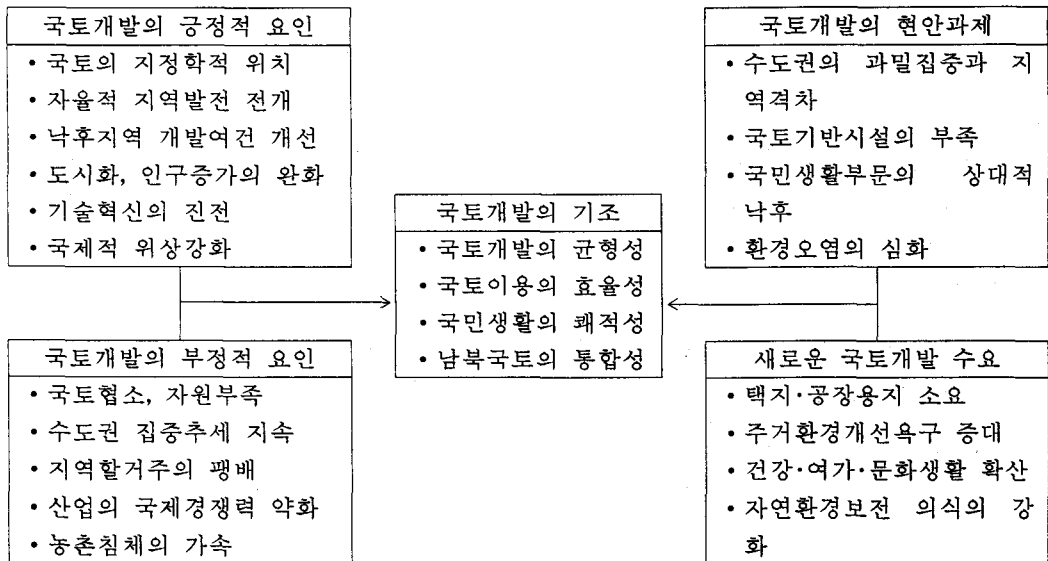 국토개발의 긍정적 요인
• 국토의 지정학적 위치
• 자율적 지역발전 전개
• 낙후지역 개발여건 개선
• 도시화, 인구증가의 완화
• 기술혁신의 진전
• 국제적 위상강화
국토개발의 부정적 요인
• 국토협소, 자원부족
• 수도권 집중추세 지속
• 지역할거주의 팽배
• 산업의 국제경쟁력 약화
• 농촌침체의 가속
국토개발의 기조
• 국토개발의 균형성
• 국토이용의 효율성
• 국민생활의 쾌적성
• 남북국토의 통합성
국토개발의 현안과제
• 수도권의 과밀집중과 지
역격차
• 국토기반시설의 부족
• 국민생활부문의 상대적
낙후
• 환경오염의 심화
새로운 국토개발 수요
• 택지·공장용지 소요
• 주거환경개선욕구 증대
• 건강·여가·문화생활 확산
• 자연환경보전 의식의 강
화